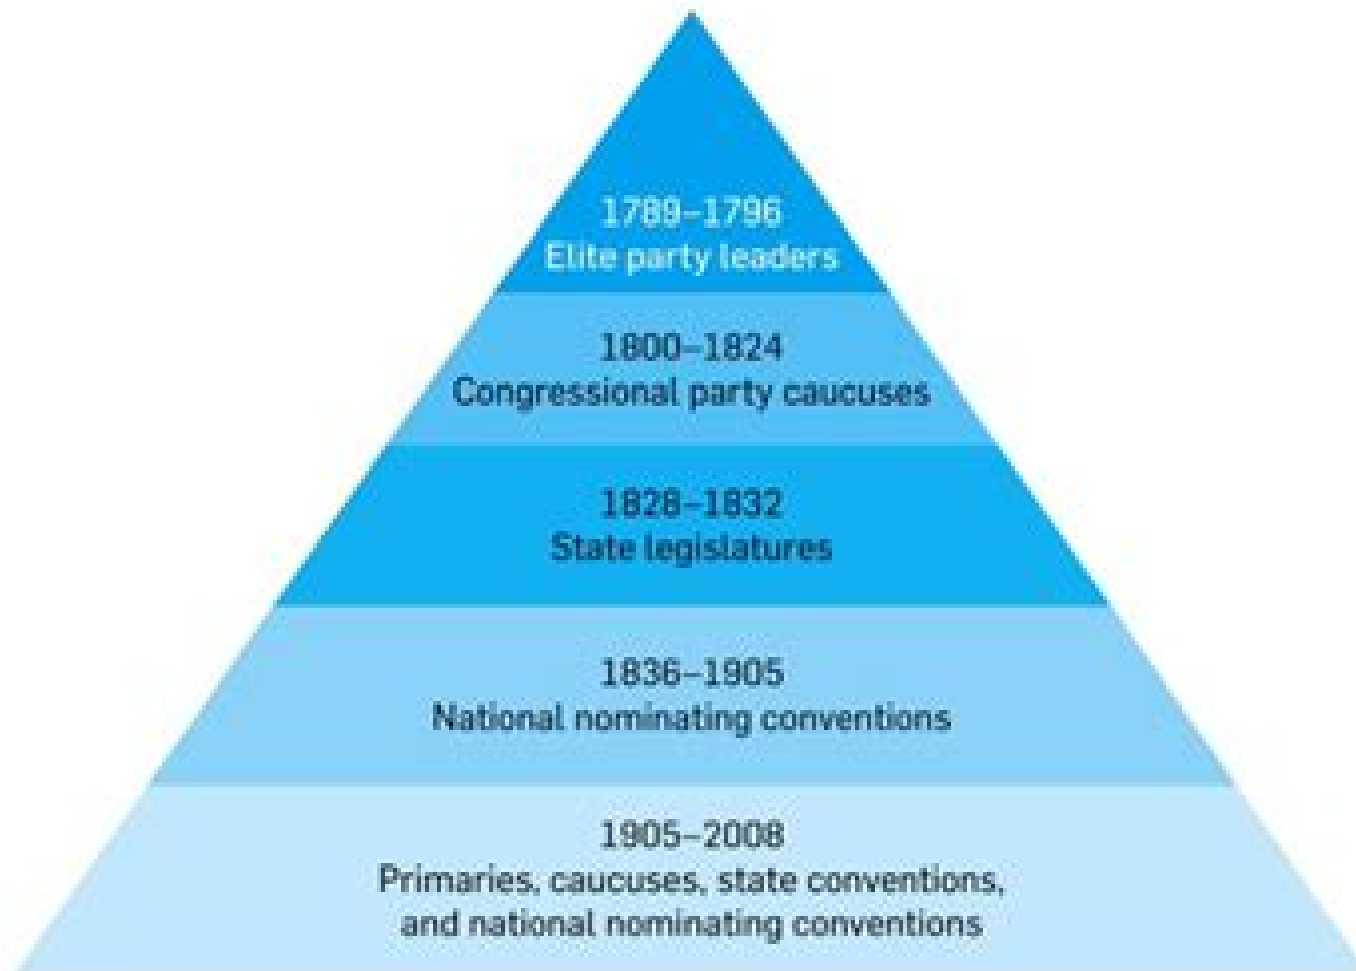 1789–1796
Elite party leaders
1800–1824
Congressional party caucuses
1828–1832
State legislatures
1836–1905
National nominating conventions
1905–2008
Primaries, caucuses, state conventions,
and national nominating conventions